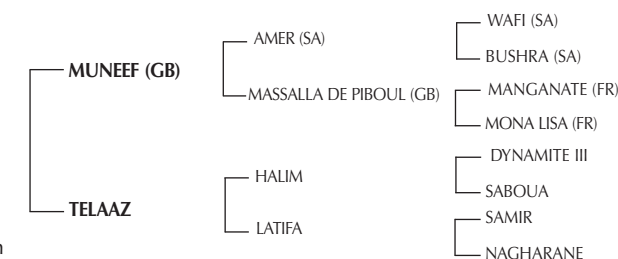 WAFI (SA)
AMER (SA)
BUSHRA (SA)
MUNEEF (GB)
MASSALLA DE PIBOUL (GB)
MANGANATE (FR)
MONA LISA (FR)
DYNAMITE III
HALIM
SABOUA
TELAAZ
SAMIR
LATIFA
NAGHARANE